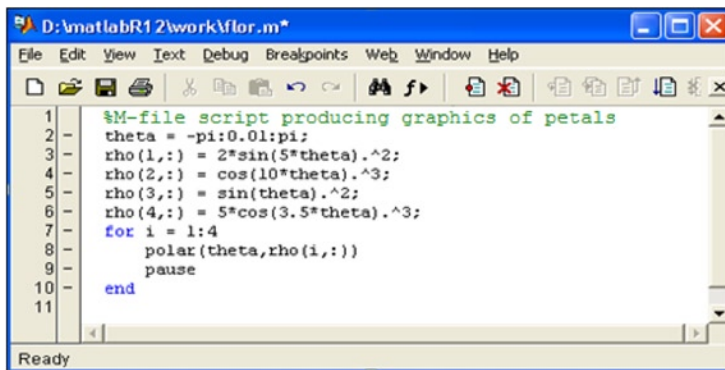 D:\matlabR12\work\flor.m*
File Edit View Text Debug Breakpoints Web Window Help
1 %M-file script producing graphics of petals
2 - theta = -pi:0.01:pi;
3 - rho(1,:) = 2*sin(5*theta).^2;
4 - rho(2,:) = cos(10*theta).^3;
5 - rho(3,:) = sin(theta).^2;
6 - rho(4,:) = 5*cos(3.5*theta).^3;
7 - for i = 1:4
8 - polar(theta,rho(i,:))
9 - pause
10 - end
11
Ready